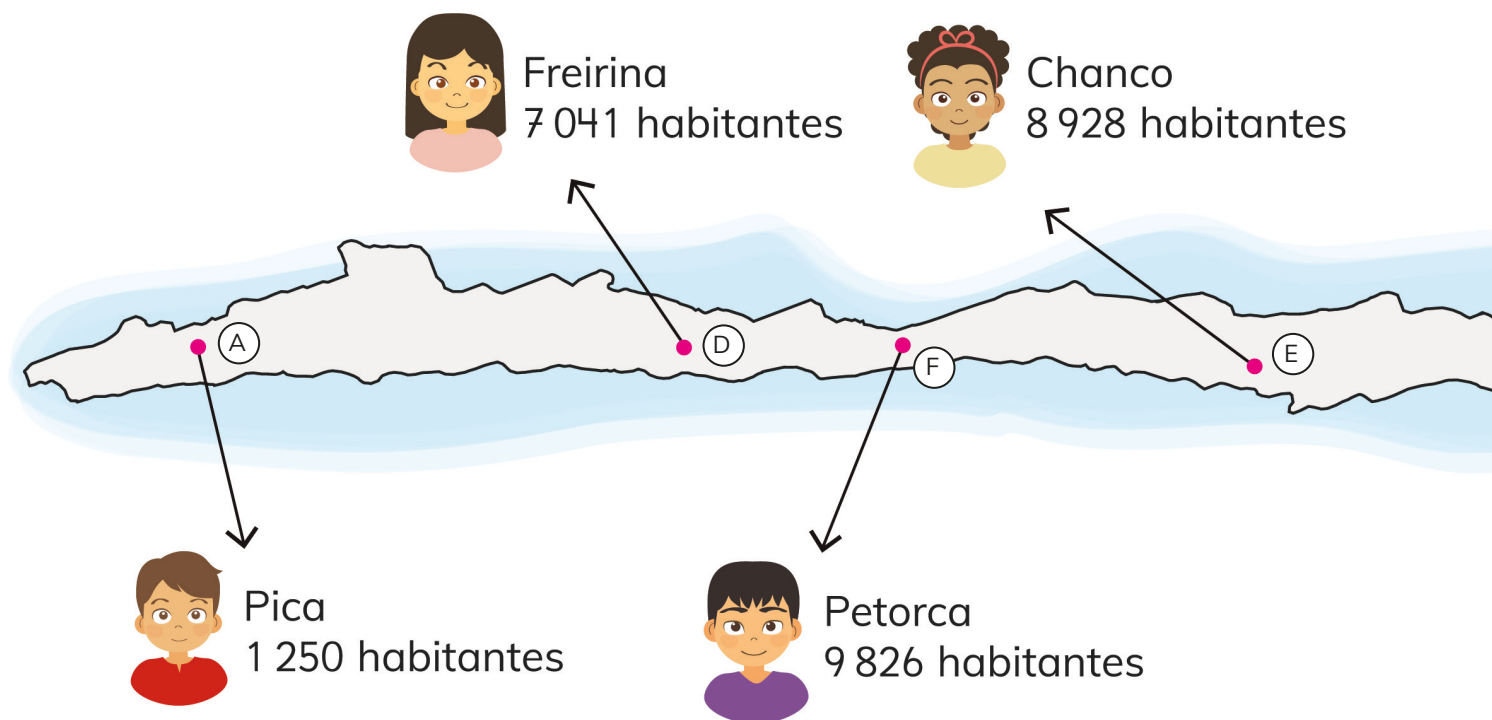 Freirina
7 041 habitantes
Chanco
8 928 habitantes
A
D
F
E
Pica
1 250 habitantes
Petorca
9 826 habitantes